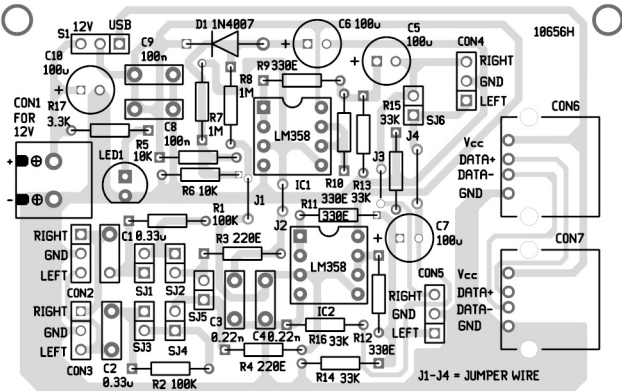 S1 12V USB
D1 1N4007
C6 100u
C5
100u
CON4
10656H
C10
100u
C9
100n
R9 330E
RIGHT
GND
LEFT
R8
1M
CON1
FOR
12V
R17
3.3K
R7
1M
R15
33K
SJ6
CON6
C8
100n
LM358
R5
10K
J4
J3
Vcc
DATA+
DATA-
GND
LED1
IC1
R10
330E
R13
33K
+
-
R6 10K
J1
R11
330E
R1
100K
J2
C7
100u
CON7
RIGHT
GND
LEFT
C1 0.33u
R3 220E
LM358
Vcc
DATA+
DATA-
GND
CON2
SJ1
SJ2
SJ5
CON5
RIGHT
GND
LEFT
RIGHT
GND
LEFT
C3
0.22n
C4 0.22n
IC2
R16 33K
R12
330E
CON3
SJ3
SJ4
C2
0.33u
R2 100K
R4 220E
R14 33K
J1-J4 = JUMPER WIRE